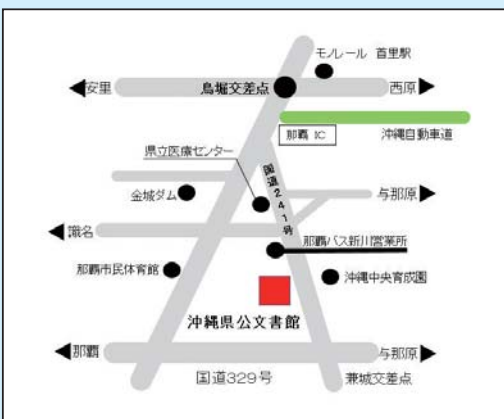 モノレール 首里駅
安里
鳥堀交差点
西原
那覇 IC
沖縄自動車道
県立医療センター
金城ダム
国道241号
与那原
識名
那覇バス新川営業所
那覇市民体育館
沖縄中央育成園
沖縄県公文書館
那覇
与那原
国道329号
兼城交差点